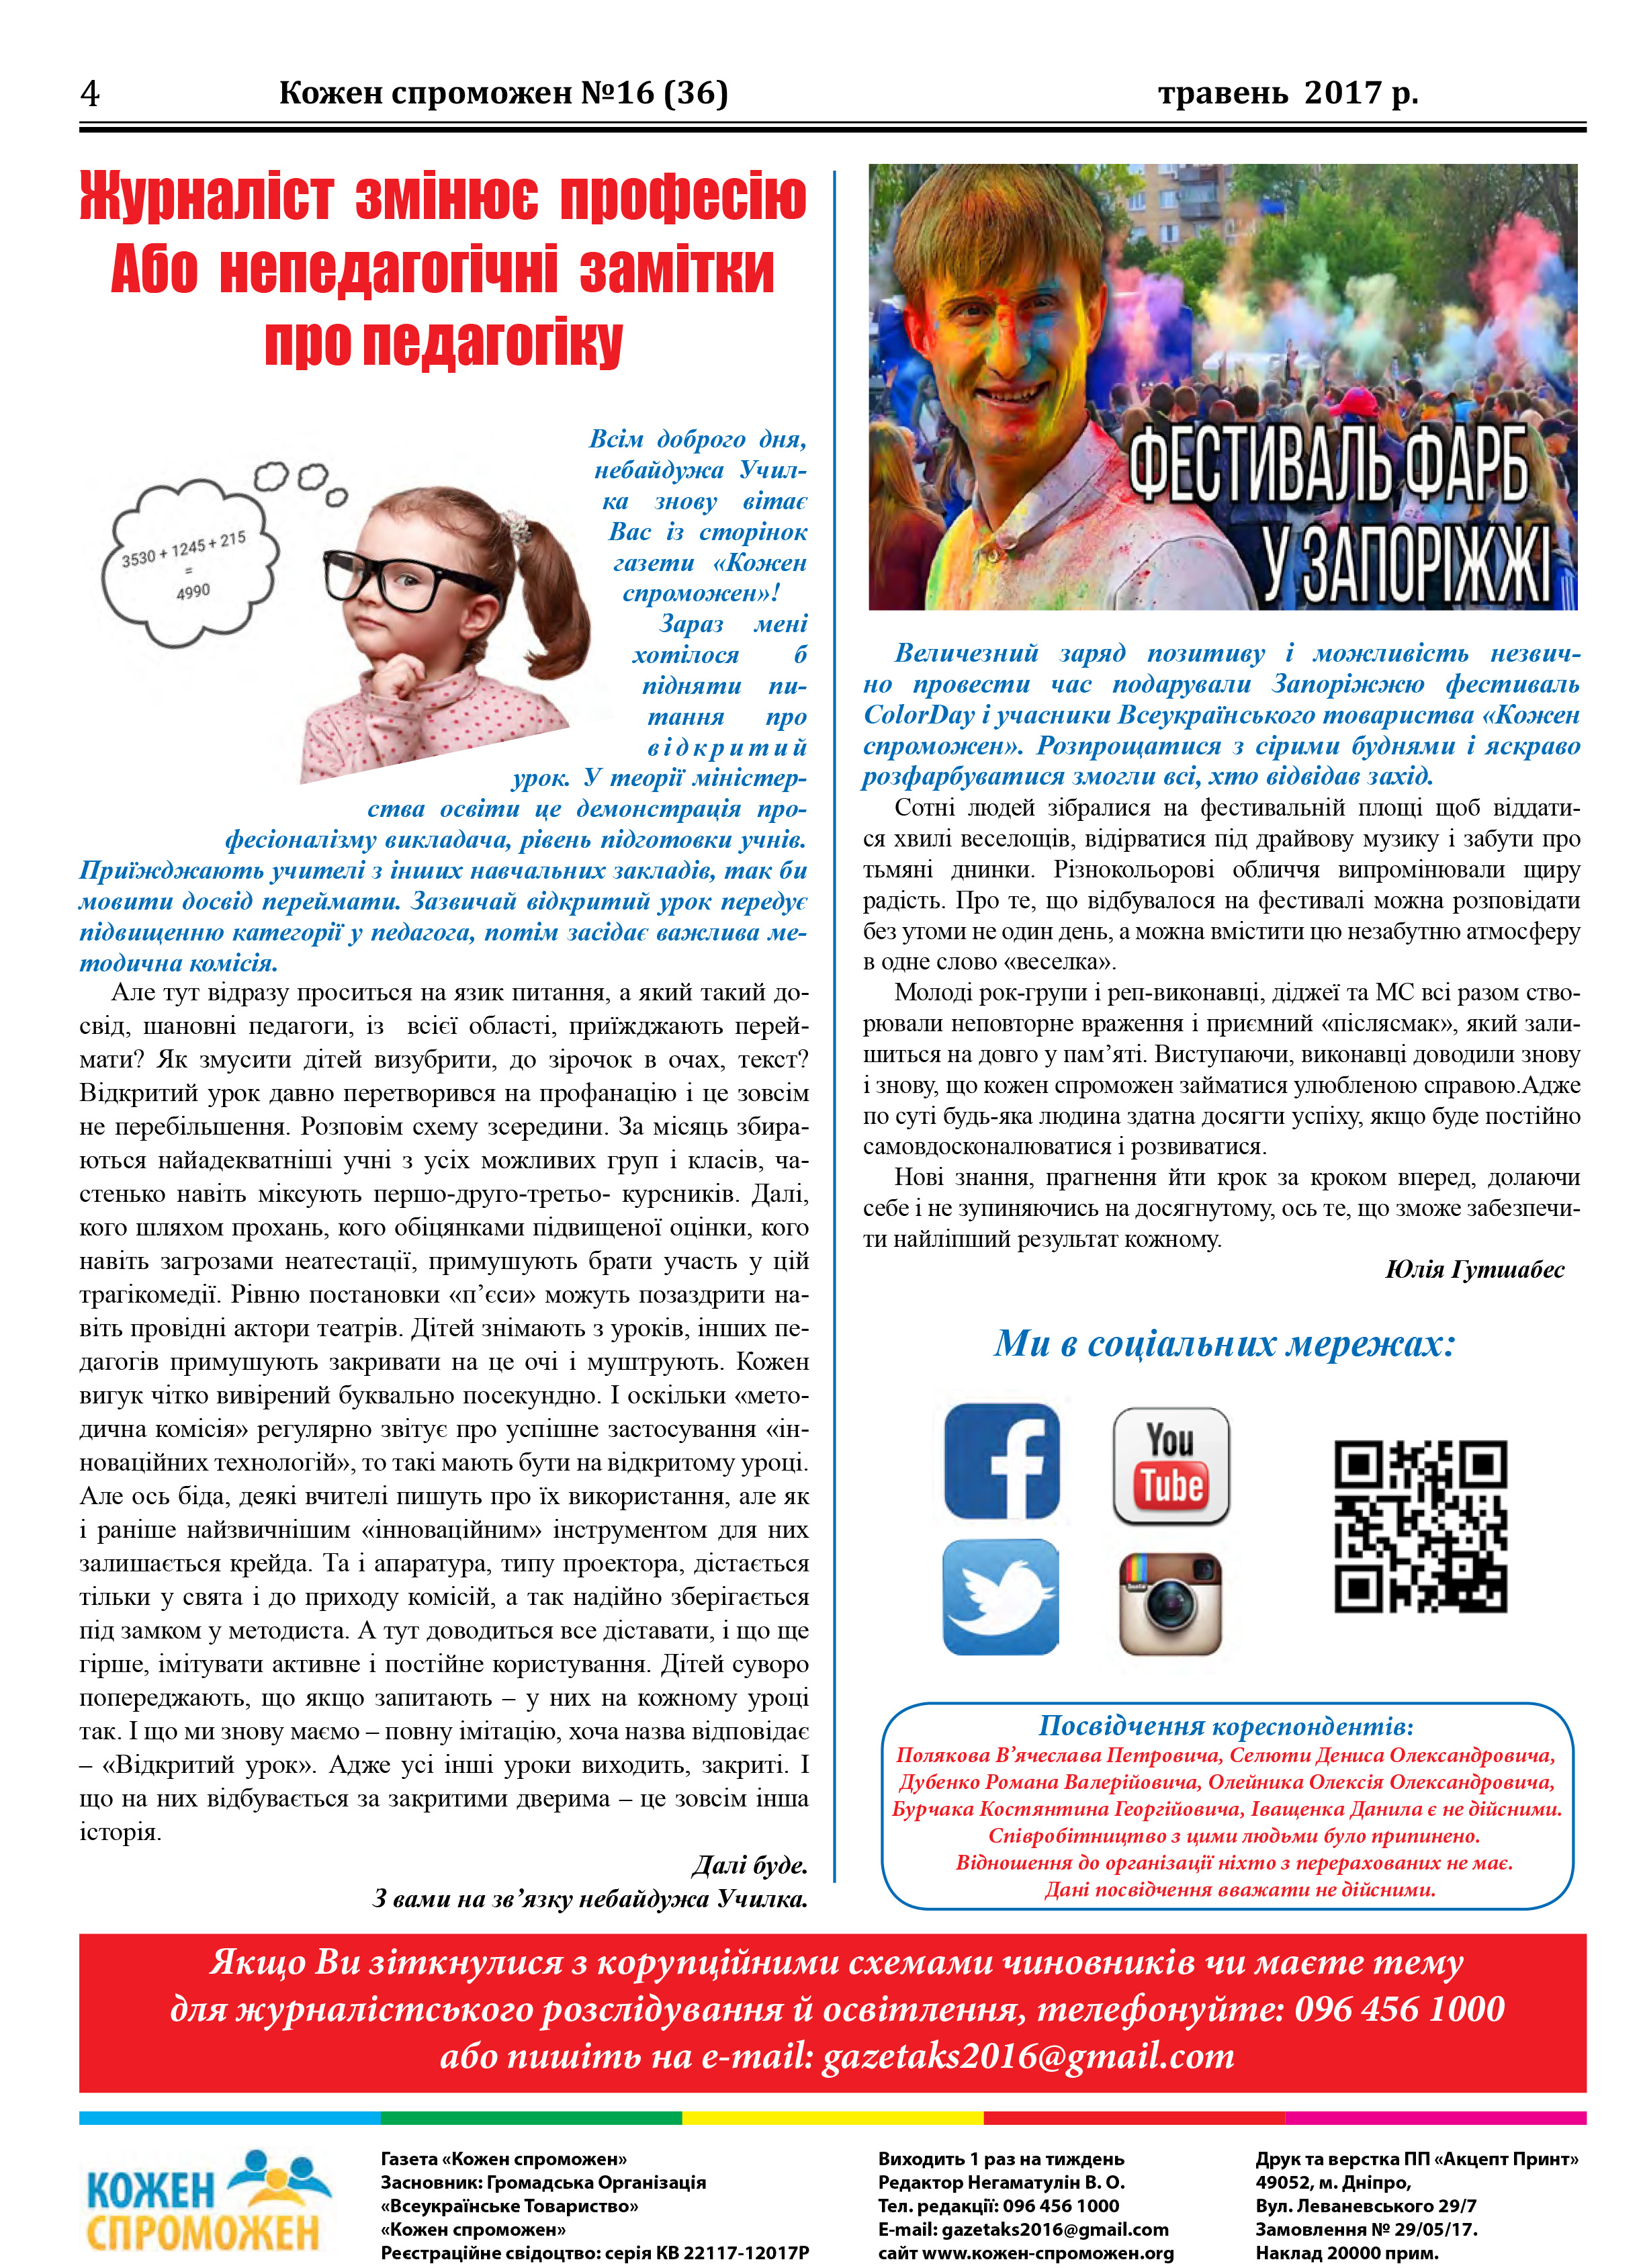 4
Кожен спроможен №16 (36)
травень 2017 р.
Журналіст змінює професію
Або непедагогічні замітки
про педагогіку
3530 + 1245 + 215
=
4990
Всім доброго дня,
небайдужа Учил-
ка знову вітає
Вас із сторінок
газети «Кожен
спроможен»!
Зараз мені
хотілося б
підняти пи-
тання про
відкритий
урок. У теорії міністер-
ства освіти це демонстрація про-
фесіоналізму викладача, рівень підготовки учнів.
Приїжджають учителі з інших навчальних закладів, так би
мовити досвід переймати. Зазвичай відкритий урок передує
підвищенню категорії у педагога, потім засідає важлива ме-
тодична комісія.
Але тут відразу проситься на язик питання, а який такий до-
свід, шановні педагоги, із всієї області, приїжджають перей-
мати? Як змусити дітей визубрити, до зірочок в очах, текст?
Відкритий урок давно перетворився на профанацію і це зовсім
не перебільшення. Розповім схему зсередини. За місяць збира-
ються найадекватніші учні з усіх можливих груп і класів, ча-
стенько навіть міксують першо-друго-третьо- курсників. Далі,
кого шляхом прохань, кого обіцянками підвищеної оцінки, кого
навіть загрозами неатестації, примушують брати участь у цій
трагікомедії. Рівню постановки «п’єси» можуть позаздрити на-
віть провідні актори театрів. Дітей знімають з уроків, інших пе-
дагогів примушують закривати на це очі і муштрують. Кожен
вигук чітко вивірений буквально посекундно. І оскільки «мето-
дична комісія» регулярно звітує про успішне застосування «ін-
новаційних технологій», то такі мають бути на відкритому уроці.
Але ось біда, деякі вчителі пишуть про їх використання, але як
і раніше найзвичнішим «інноваційним» інструментом для них
залишається крейда. Та і апаратура, типу проектора, дістається
тільки у свята і до приходу комісій, а так надійно зберігається
під замком у методиста. А тут доводиться все діставати, і що ще
гірше, імітувати активне і постійне користування. Дітей суворо
попереджають, що якщо запитають – у них на кожному уроці
так. І що ми знову маємо – повну імітацію, хоча назва відповідає
– «Відкритий урок». Адже усі інші уроки виходить, закриті. І
що на них відбувається за закритими дверима – це зовсім інша
історія.
Далі буде.
З вами на зв’язку небайдужа Училка.
ФЕСТИВАЛЬ ФАРБ
У ЗАПОРІЖЖІ
Величезний заряд позитиву і можливість незвич-
но провести час подарували Запоріжжю фестиваль
ColorDay і учасники Всеукраїнського товариства «Кожен
спроможен». Розпрощатися з сірими буднями і яскраво
розфарбуватися змогли всі, хто відвідав захід.
Сотні людей зібралися на фестивальній площі щоб віддати-
ся хвилі веселощів, відірватися під драйвову музику і забути про
тьмяні днинки. Різнокольорові обличчя випромінювали щиру
радість. Про те, що відбувалося на фестивалі можна розповідати
без утоми не один день, а можна вмістити цю незабутню атмосферу
в одне слово «веселка».
Молоді рок-групи і реп-виконавці, діджеї та МС всі разом ство-
рювали неповторне враження і приємний «післясмак», який зали-
шиться на довго у пам’яті. Виступаючи, виконавці доводили знову
і знову, що кожен спроможен займатися улюбленою справою.Адже
по суті будь-яка людина здатна досягти успіху, якщо буде постійно
самовдосконалюватися і розвиватися.
Нові знання, прагнення йти крок за кроком вперед, долаючи
себе і не зупиняючись на досягнутому, ось те, що зможе забезпечи-
ти найліпший результат кожному.
Юлія Гутшабес
Ми в соціальних мережах:
You
Tube
Посвідчення кореспондентів:
Полякова В’ячеслава Петровича, Селюти Дениса Олександровича,
Дубенко Романа Валерійовича, Олейника Олексія Олександровича,
Бурчака Костянтина Георгійовича, Іващенка Данила є не дійсними.
Співробітництво з цими людьми було припинено.
Відношення до організації ніхто з перерахованих не має.
Дані посвідчення вважати не дійсними.
Якщо Ви зіткнулися з корупційними схемами чиновників чи маєте тему
для журналістського розслідування й освітлення, телефонуйте: 096 456 1000
або пишіть на e-mail: gazetaks2016@gmail.com
КОЖЕН
СПРОМОЖЕН
Газета «Кожен спроможен»
Засновник: Громадська Організація
«Всеукраїнське Товариство»
«Кожен спроможен»
Реєстраційне свідоцтво: серія КВ 22117-12017Р
Виходить 1 раз на тиждень
Редактор Негаматулін В. О.
Тел. редакції: 096 456 1000
E-mail: gazetaks2016@gmail.com
сайт www.кожен-спроможен.org
Друк та верстка ПП «Акцепт Принт»
49052, м. Дніпро,
Вул. Леваневського 29/7
Замовлення № 29/05/17.
Наклад 20000 прим.